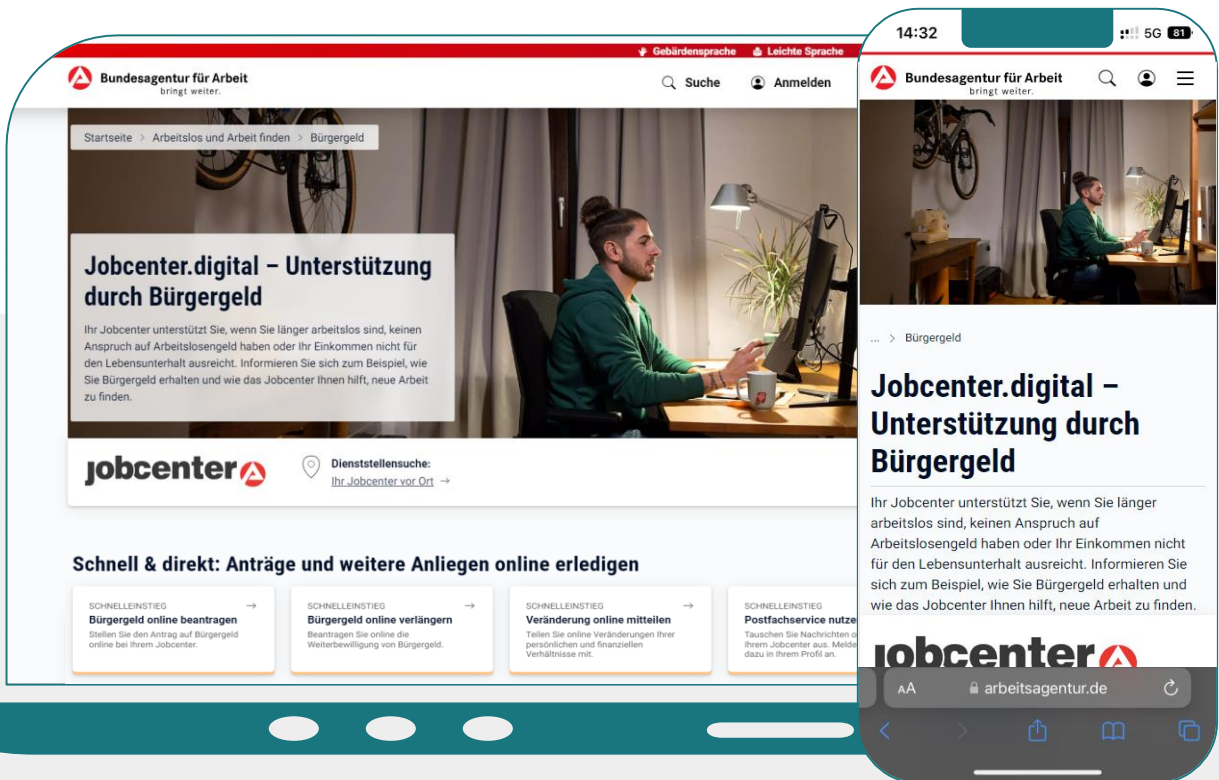 Gebärdensprache Leichte Sprache
Bundesagentur für Arbeit
bringt weiter.
Suche Anmelden
Startseite > Arbeitslos und Arbeit finden > Bürgergeld
Jobcenter.digital – Unterstützung
durch Bürgergeld
Ihr Jobcenter unterstützt Sie, wenn Sie länger arbeitslos sind, keinen
Anspruch auf Arbeitslosengeld haben oder Ihr Einkommen nicht für
den Lebensunterhalt ausreicht. Informieren Sie sich zum Beispiel, wie
Sie Bürgergeld erhalten und wie das Jobcenter Ihnen hilft, neue Arbeit
zu finden.
jobcenter
Dienststellensuche:
Ihr Jobcenter vor Ort →
Schnell & direkt: Anträge und weitere Anliegen online erledigen
SCHNELLEINSTIEG →
Bürgergeld online beantragen
Stellen Sie den Antrag auf Bürgergeld
online bei Ihrem Jobcenter.
SCHNELLEINSTIEG →
Bürgergeld online verlängern
Beantragen Sie online die
Weiterbewilligung von Bürgergeld.
SCHNELLEINSTIEG →
Veränderung online mitteilen
Teilen Sie online Veränderungen Ihrer
persönlichen und finanziellen
Verhältnisse mit.
SCHNELLEINSTIEG
Postfachservice nutze
Tauschen Sie Nachrichten
Ihrem Jobcenter aus. Melde
dazu in Ihrem Profil an.
14:32 5G 81
Bundesagentur für Arbeit
bringt weiter.
... > Bürgergeld
Jobcenter.digital –
Unterstützung durch
Bürgergeld
Ihr Jobcenter unterstützt Sie, wenn Sie länger
arbeitslos sind, keinen Anspruch auf
Arbeitslosengeld haben oder Ihr Einkommen nicht
für den Lebensunterhalt ausreicht. Informieren Sie
sich zum Beispiel, wie Sie Bürgergeld erhalten und
wie das Jobcenter Ihnen hilft, neue Arbeit zu finden.
jobcenter
AA arbeitsagentur.de